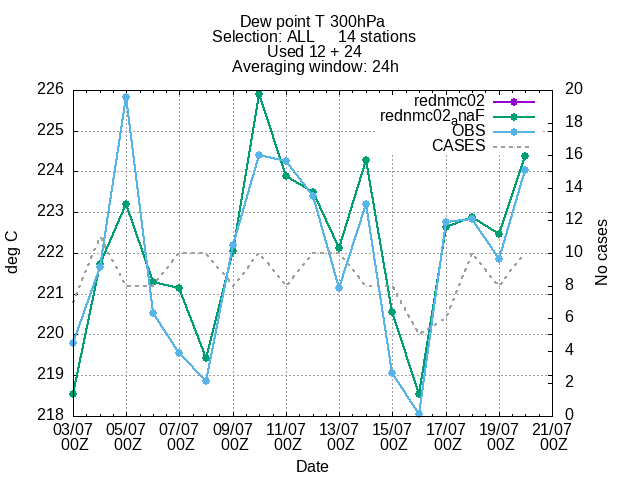 Dew point T 300hPa
Selection: ALL 14 stations
Used 12 + 24
Averaging window: 24h
rednmc02
rednmc02anaF
OBS
CASES
226
225
224
223
222
221
220
219
218
20
18
16
14
12
10
8
6
4
2
0
deg C
No cases
03/07 05/07 07/07 09/07 11/07 13/07 15/07 17/07 19/07 21/07
00Z 00Z 00Z 00Z 00Z 00Z 00Z 00Z 00Z 00Z
Date